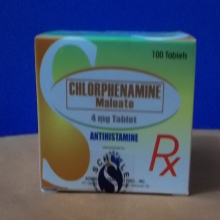 100 Tablets
CHLORPHENAMINE
Maleate
4 mg Tablet
ANTIHISTAMINE
Rx